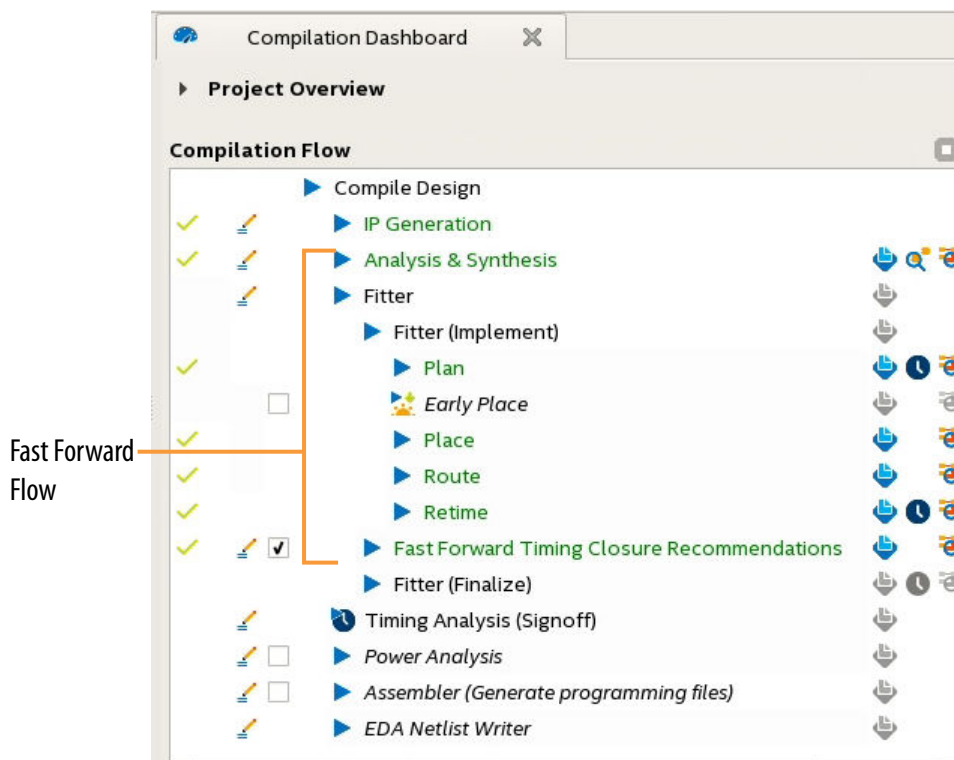 Compilation Dashboard
Project Overview
Compilation Flow
Compile Design
IP Generation
Analysis & Synthesis
Fitter
Fitter (Implement)
Plan
Early Place
Place
Fast Forward
Flow
Route
Retime
Fast Forward Timing Closure Recommendations
Fitter (Finalize)
Timing Analysis (Signoff)
Power Analysis
Assembler (Generate programming files)
EDA Netlist Writer